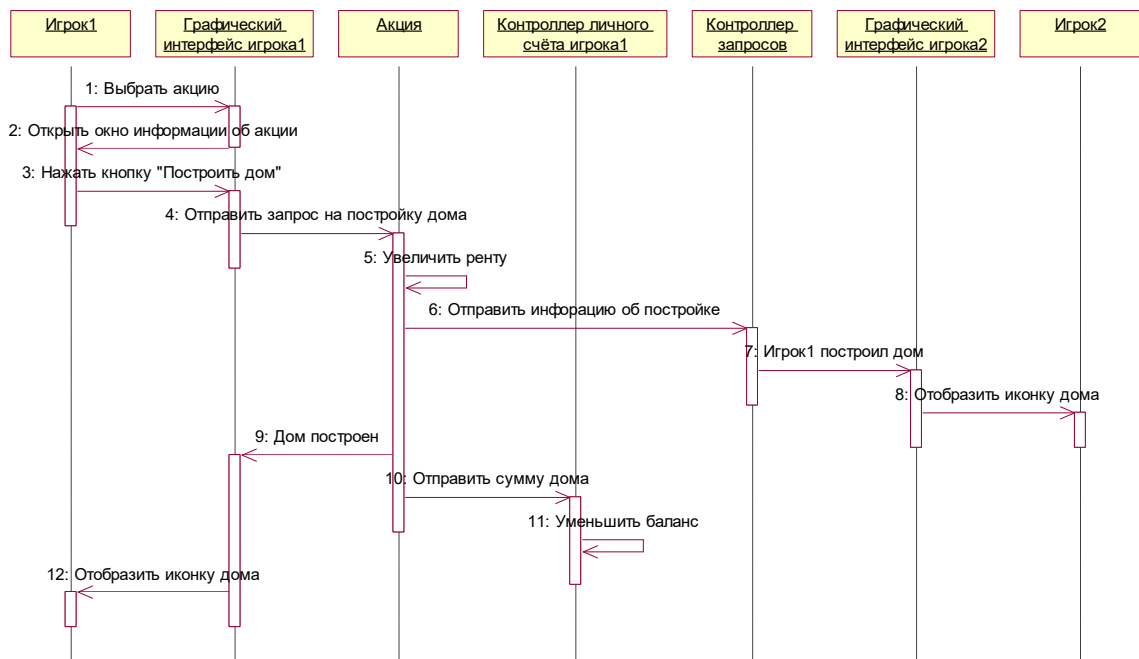 Игрок1
Графический
интерфейс игрока1
Акция
Контроллер личного
счёта игрока1
Контроллер
запросов
Графический
интерфейс игрока2
Игрок2
1: Выбрать акцию
2: Открыть окно информации об акции
3: Нажать кнопку "Построить дом"
4: Отправить запрос на постройку дома
5: Увеличить ренту
6: Отправить инфорацию об постройке
7: Игрок1 построил дом
8: Отобразить иконку дома
9: Дом построен
10: Отправить сумму дома
11: Уменьшить баланс
12: Отобразить иконку дома